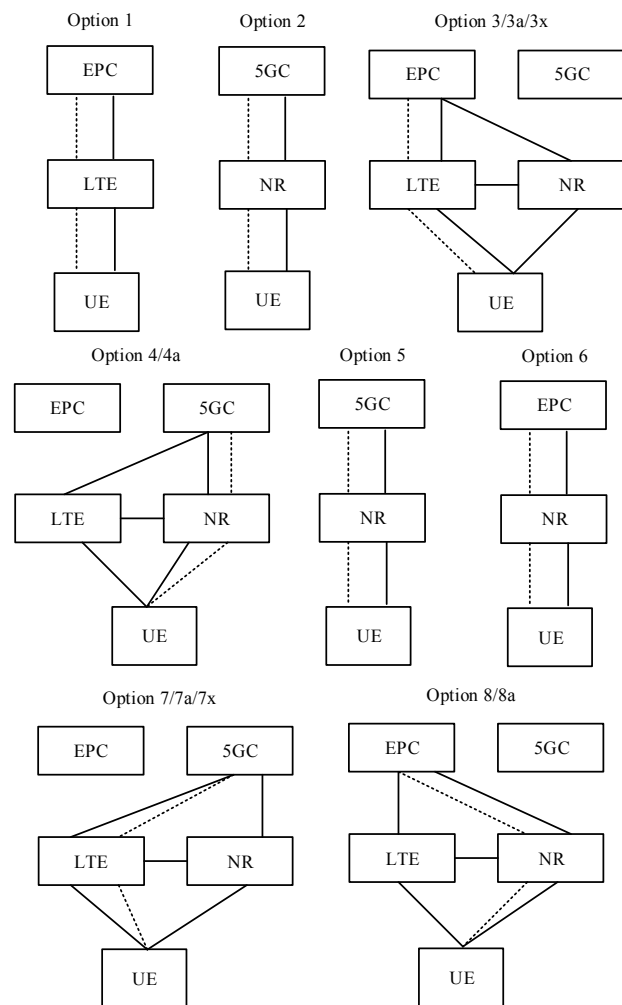 Option 1
Option 2
Option 3/3a/3x
EPC
5GC
EPC
5GC
LTE
NR
LTE
NR
UE
UE
UE
Option 4/4a
Option 5
Option 6
EPC
5GC
5GC
EPC
LTE
NR
NR
NR
UE
UE
UE
Option 7/7a/7x
Option 8/8a
EPC
5GC
EPC
5GC
LTE
NR
LTE
NR
UE
UE